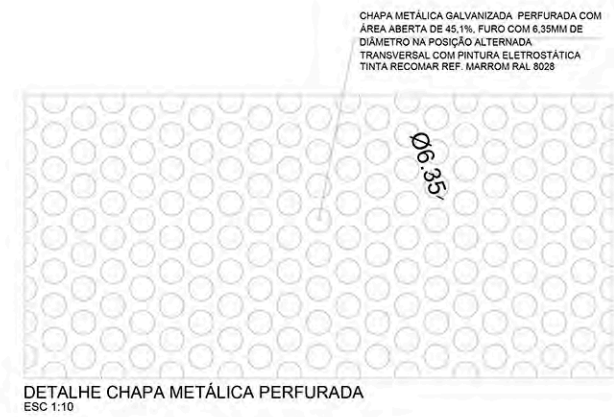 CHAPA METÁLICA GALVANIZADA PERFURADA COM
ÁREA ABERTA DE 45,1%, FURO COM 6,35MM DE
DIÂMETRO NA POSIÇÃO ALTERNADA
TRANSVERSAL COM PINTURA ELETROSTÁTICA
TINTA RECOMAR REF. MARROM RAL 8028
Ø6.35
DETALHE CHAPA METÁLICA PERFURADA
ESC 1:10